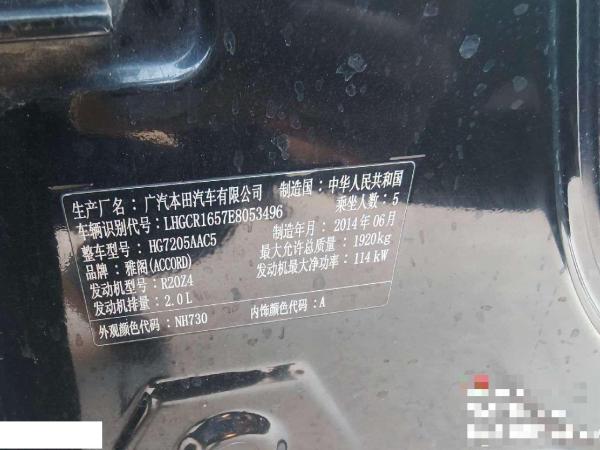 生产厂名：广汽本田汽车有限公司 制造国：中华人民共和国
车辆识别代号：LHGCR1657E8053496 乘坐人数：5
整车型号：HG7205AAC5 制造年月：2014年06月
品牌：雅阁(ACCORD) 最大允许总质量：1920kg
发动机型号：R20Z4 发动机最大净功率：114kW
发动机排量：2.0L
外观颜色代码：NH730 内饰颜色代码：A